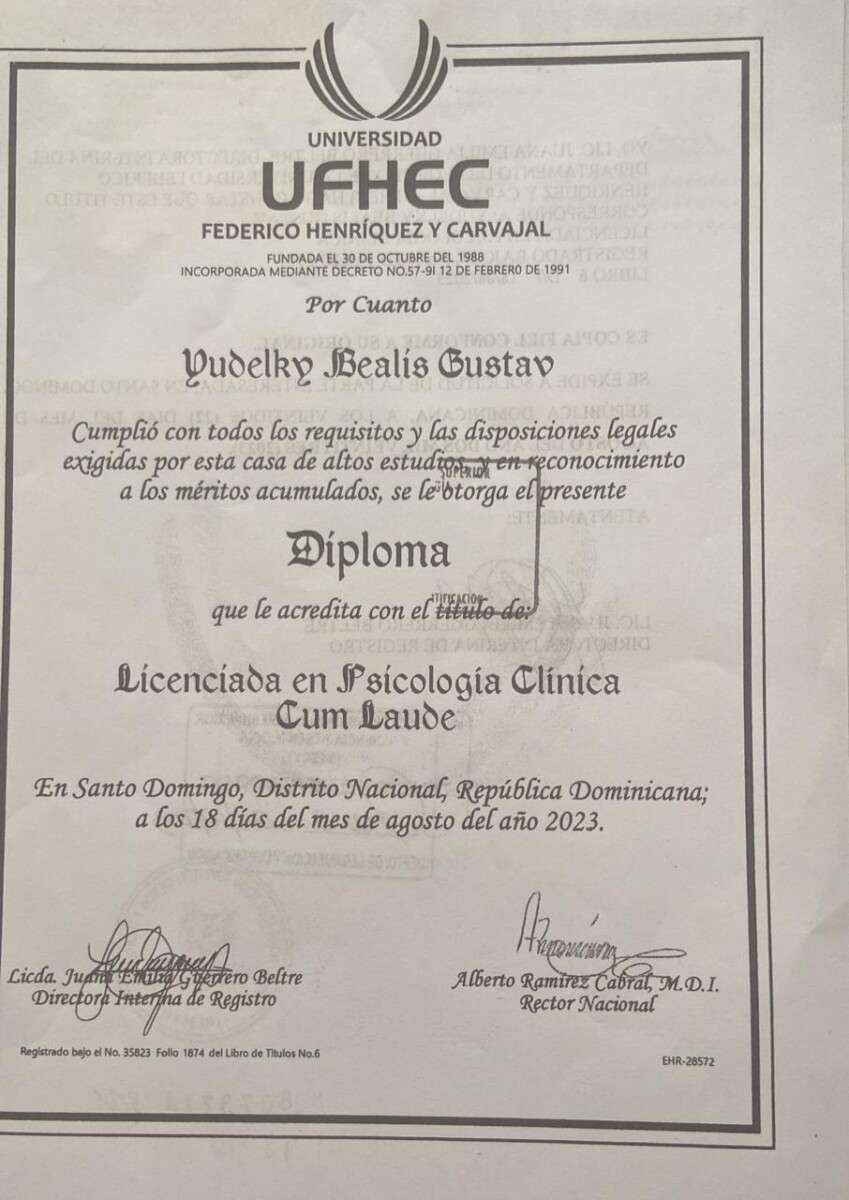 UNIVERSIDAD
UFHEC
FEDERICO HENRÍQUEZ Y CARVAJAL
FUNDADA EL 30 DE OCTUBRE DEL 1988
INCORPORADA MEDIANTE DECRETO NO.57-9I 12 DE FEBRERO DE 1991
Por Cuanto
Yudelky Bealís Gustav
Cumplió con todos los requisitos y las disposiciones legales
exigidas por esta casa de altos estudios, y en reconocimiento
SUPERIOR
a los méritos acumulados, se le otorga el presente
Diploma
que le acredita con el título de:
Licenciada en Psicología Clínica
Cum Laude
En Santo Domingo, Distrito Nacional, República Dominicana;
a los 18 días del mes de agosto del año 2023.
Licda. Juana Emilia Guerrero Beltre
Directora Interina de Registro
Alberto Ramírez Cabral, M.D.I.
Rector Nacional
Registrado bajo el No. 35823 Folio 1874 del Libro de Titulos No.6
EHR-28572